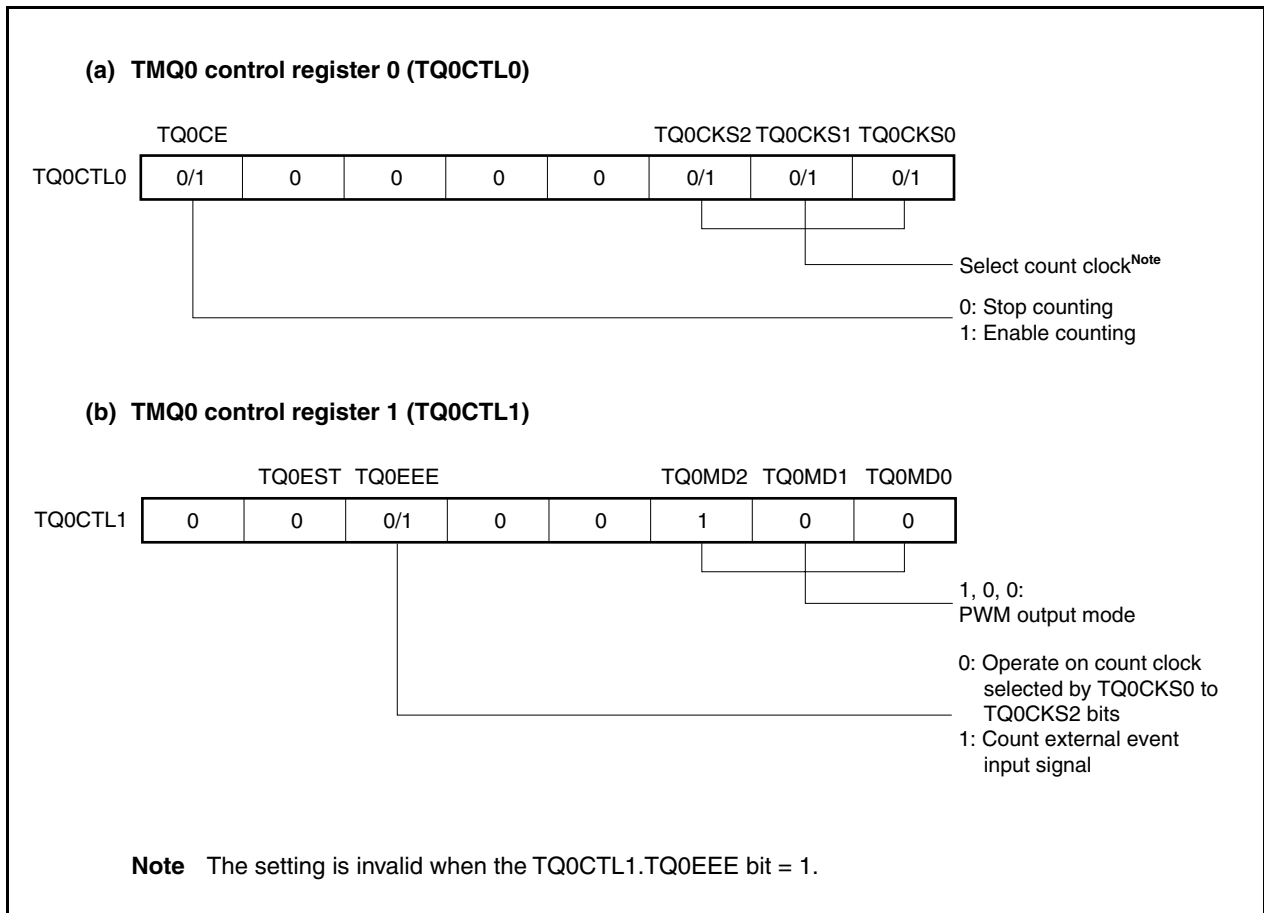 (a) TMQ0 control register 0 (TQ0CTL0)
TQ0CE TQ0CKS2 TQ0CKS1 TQ0CKS0
TQ0CTL0 0/1 0 0 0 0 0/1 0/1 0/1
Select count clockNote
0: Stop counting
1: Enable counting
(b) TMQ0 control register 1 (TQ0CTL1)
TQ0EST TQ0EEE TQ0MD2 TQ0MD1 TQ0MD0
TQ0CTL1 0 0 0/1 0 0 1 0 0
1, 0, 0:
PWM output mode
0: Operate on count clock
selected by TQ0CKS0 to
TQ0CKS2 bits
1: Count external event
input signal
Note The setting is invalid when the TQ0CTL1.TQ0EEE bit = 1.